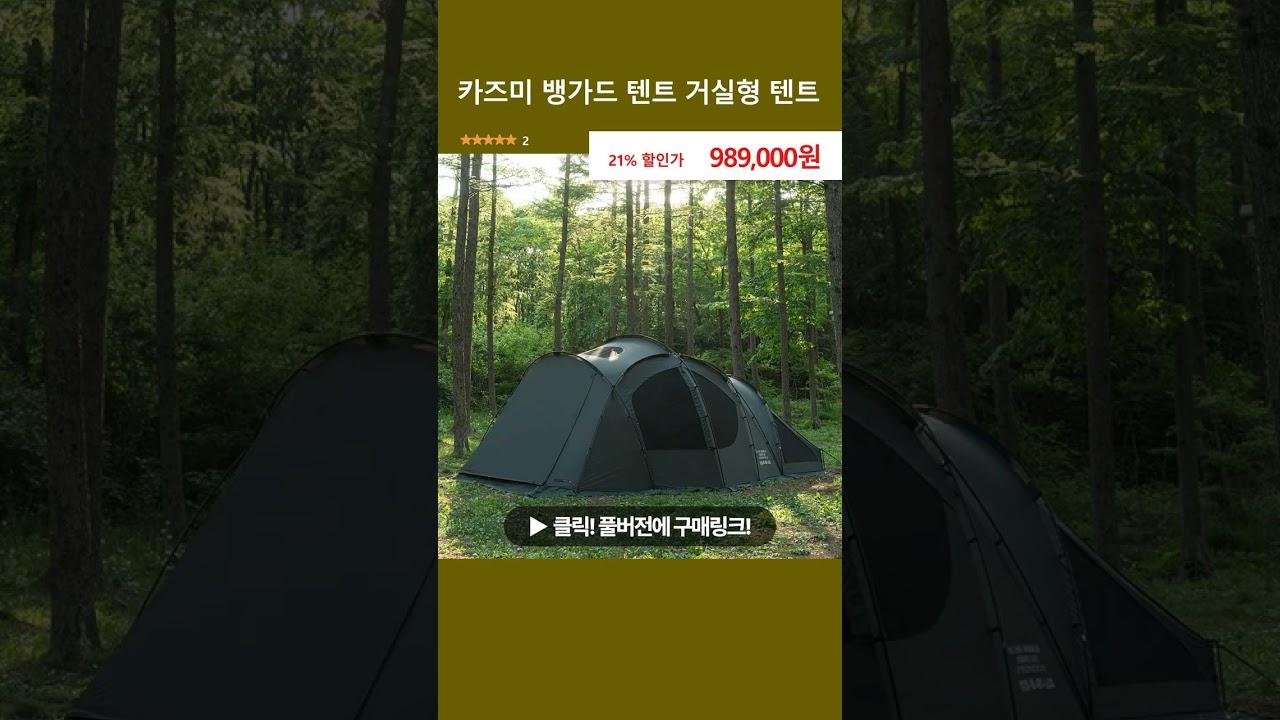 카즈미 뱅가드 텐트 거실형 텐트
★★★★★ 2
21% 할인가 989,000원
▶ 클릭! 풀버전에 구매링크!